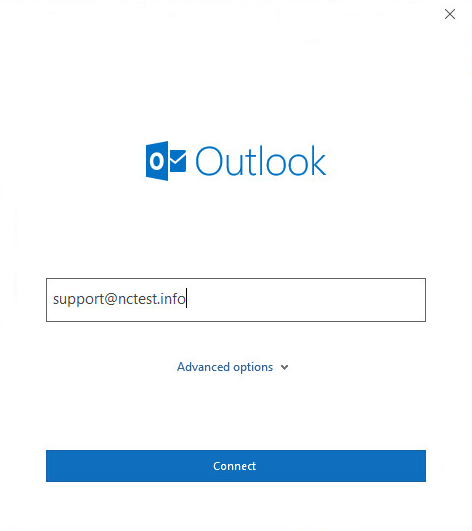 Outlook
support@nctest.info
Advanced options
Connect